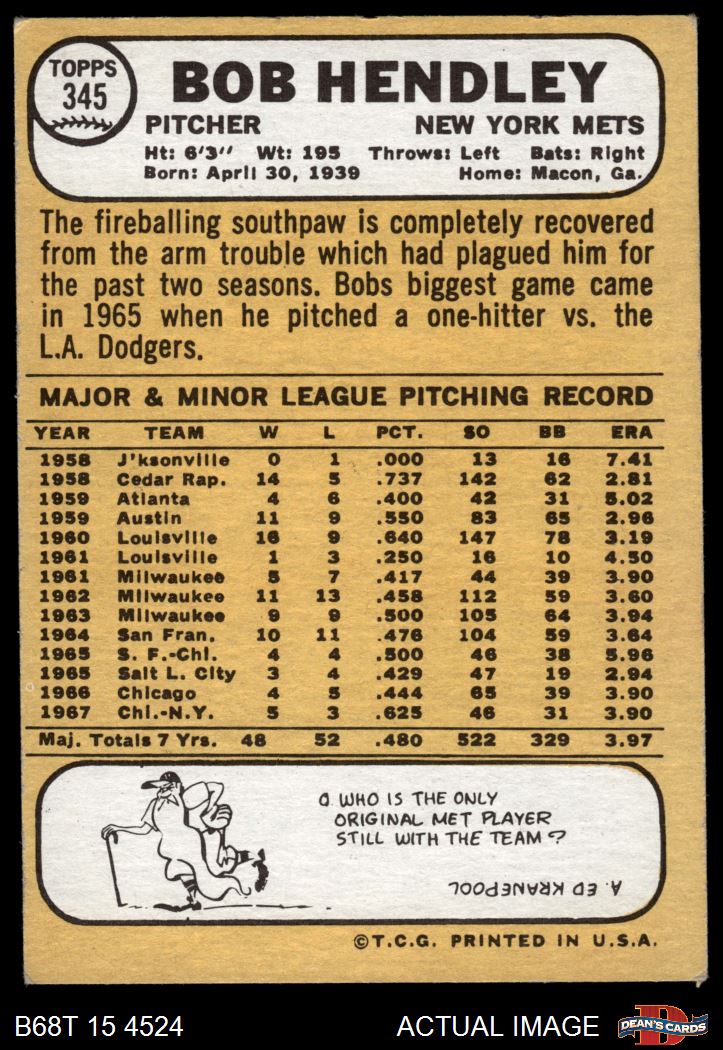 TOPPS
345
BOB HENDLEY
PITCHER NEW YORK METS
Ht: 6'3" Wt: 195 Throws: Left Bats: Right
Born: April 30, 1939 Home: Macon, Ga.
The fireballing southpaw is completely recovered
from the arm trouble which had plagued him for
the past two seasons. Bobs biggest game came
in 1965 when he pitched a one-hitter vs. the
L.A. Dodgers.
MAJOR & MINOR LEAGUE PITCHING RECORD
YEAR TEAM W L PCT. SO BB ERA
1958 J'ksonville 0 1 .000 13 16 7.41
1958 Cedar Rap. 14 5 .737 142 62 2.81
1959 Atlanta 4 6 .400 42 31 5.02
1959 Austin 11 9 .550 83 65 2.96
1960 Louisville 16 9 .640 147 78 3.19
1961 Louisville 1 3 .250 16 10 4.50
1961 Milwaukee 5 7 .417 44 39 3.90
1962 Milwaukee 11 13 .458 112 59 3.60
1963 Milwaukee 9 9 .500 105 64 3.94
1964 San Fran. 10 11 .476 104 59 3.64
1965 S. F.-Chi. 4 4 .500 46 38 5.96
1965 Salt L. City 3 4 .429 47 19 2.94
1966 Chicago 4 5 .444 65 39 3.90
1967 Chi.-N.Y. 5 3 .625 46 31 3.90
Maj. Totals 7 Yrs. 48 52 .480 522 329 3.97
Q. WHO IS THE ONLY
ORIGINAL MET PLAYER
STILL WITH THE TEAM?
A. ED KRANEPOOL
©T.C.G. PRINTED IN U.S.A.
B68T 15 4524 ACTUAL IMAGE DEAN'S CARDS